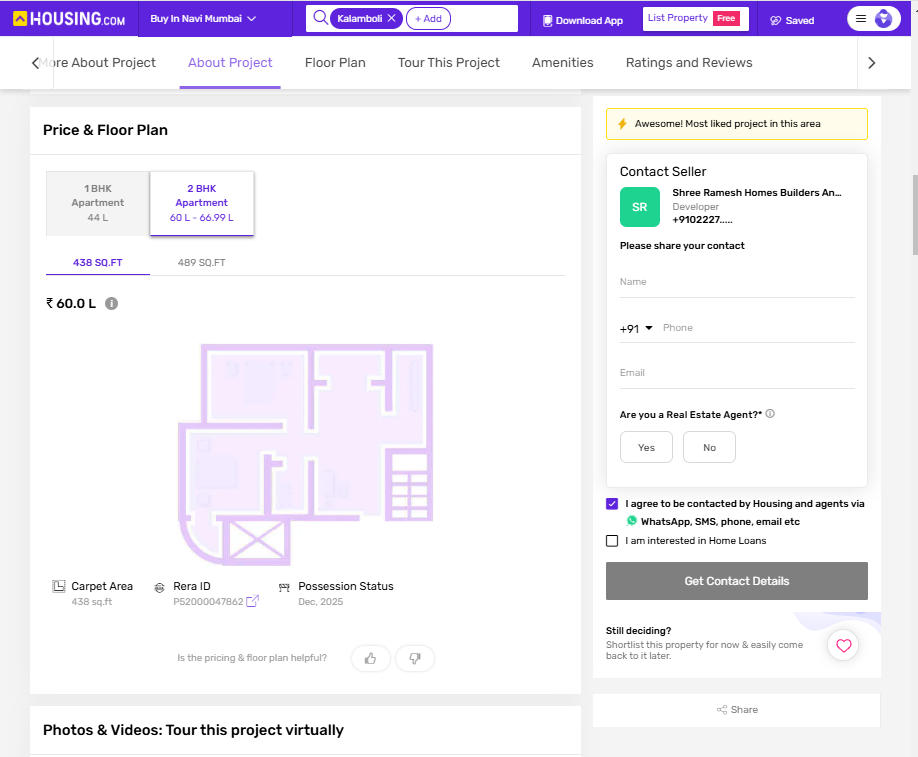 HOUSING.COM
Buy In Navi Mumbai
Kalamboli
+ Add
Download App
List Property Free
Saved
More About Project
About Project
Floor Plan
Tour This Project
Amenities
Ratings and Reviews
Price & Floor Plan
1 BHK
Apartment
44 L
2 BHK
Apartment
60 L - 66.99 L
438 SQ.FT
489 SQ.FT
₹ 60.0 L
Carpet Area
438 sq.ft
Rera ID
P52000047862
Possession Status
Dec, 2025
Is the pricing & floor plan helpful?
Photos & Videos: Tour this project virtually
Awesome! Most liked project in this area
Contact Seller
SR
Shree Ramesh Homes Builders An...
Developer
+9102227.....
Please share your contact
Name
+91
Phone
Email
Are you a Real Estate Agent?*
Yes
No
I agree to be contacted by Housing and agents via
WhatsApp, SMS, phone, email etc
I am interested in Home Loans
Get Contact Details
Still deciding?
Shortlist this property for now & easily come
back to it later.
Share